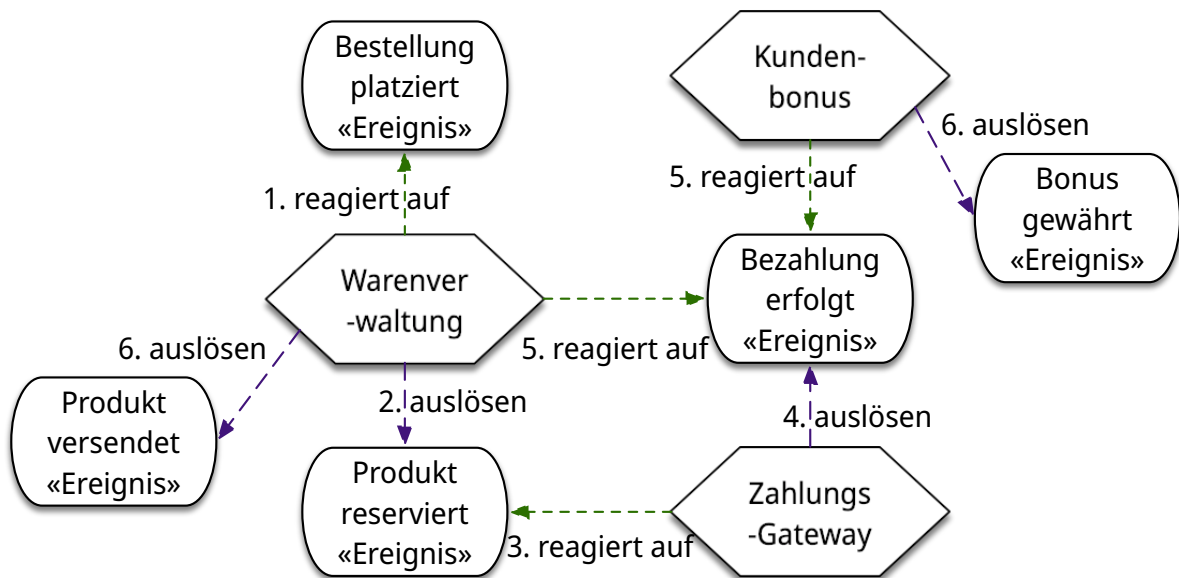 Bestellung
platziert
«Ereignis»
Kunden-
bonus
6. auslösen
1. reagiert auf
5. reagiert auf
Bonus
gewährt
«Ereignis»
Warenver
-waltung
Bezahlung
erfolgt
«Ereignis»
6. auslösen
5. reagiert auf
Produkt
versendet
«Ereignis»
2. auslösen
4. auslösen
Produkt
reserviert
«Ereignis»
3. reagiert auf
Zahlungs
-Gateway